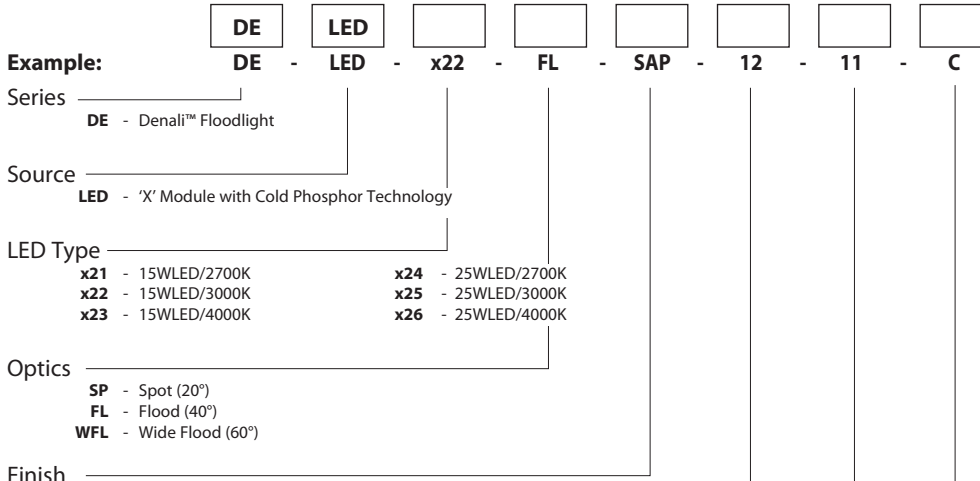 DE LED
Example: DE - LED - x22 - FL - SAP - 12 - 11 - C
Series
DE - Denali™ Floodlight
Source
LED - 'X' Module with Cold Phosphor Technology
LED Type
x21 - 15WLED/2700K x24 - 25WLED/2700K
x22 - 15WLED/3000K x25 - 25WLED/3000K
x23 - 15WLED/4000K x26 - 25WLED/4000K
Optics
SP - Spot (20°)
FL - Flood (40°)
WFL - Wide Flood (60°)
Finish